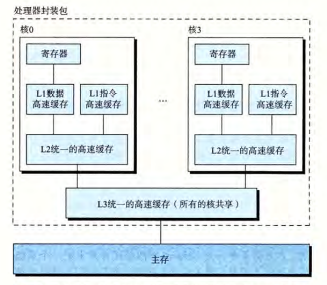 处理器封装包
核0
核3
寄存器
寄存器
L1数据
高速缓存
L1指令
高速缓存
...
L1数据
高速缓存
L1指令
高速缓存
L2统一的高速缓存
L2统一的高速缓存
L3统一的高速缓存（所有的核共享）
主存